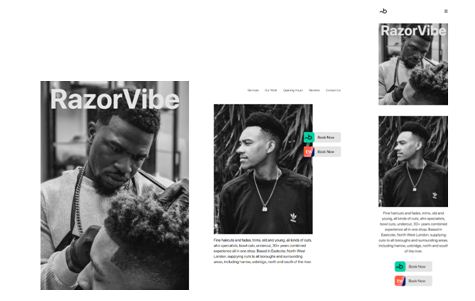 RazorVibe
Services Our Work Opening Hours Reviews Contact Us
Book Now
Book Now
Fine haircuts and fades, trims, old and young, all kinds of cuts,
afro specialists, bowl cuts, undercut, 30+ years combined
experience all in one shop. Based in Eastcote, North West
London, supplying cuts to all boroughs and surrounding areas,
including harrow, uxbridge, north and south of the river.
RazorVibe
Fine haircuts and fades, trims, old and
young, all kinds of cuts, afro specialists,
bowl cuts, undercut, 30+ years combined
experience all in one shop. Based in
Eastcote, North West London, supplying
cuts to all boroughs and surrounding areas,
including harrow, uxbridge, north and south
of the river.
Book Now
Book Now